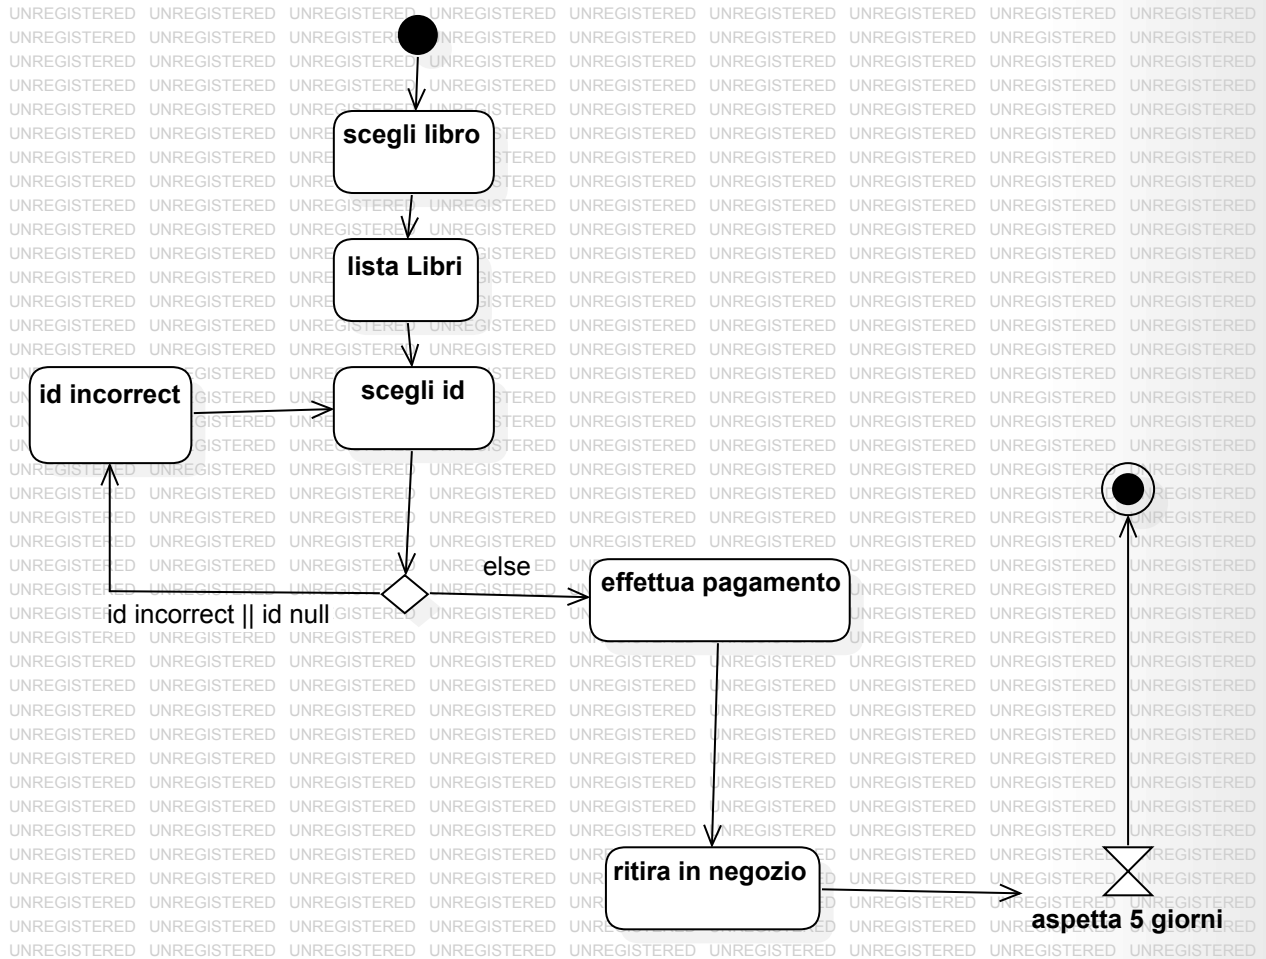 scegli libro
lista Libri
id incorrect
scegli id
else
effettua pagamento
id incorrect || id null
ritira in negozio
aspetta 5 giorni
UNREGISTERED